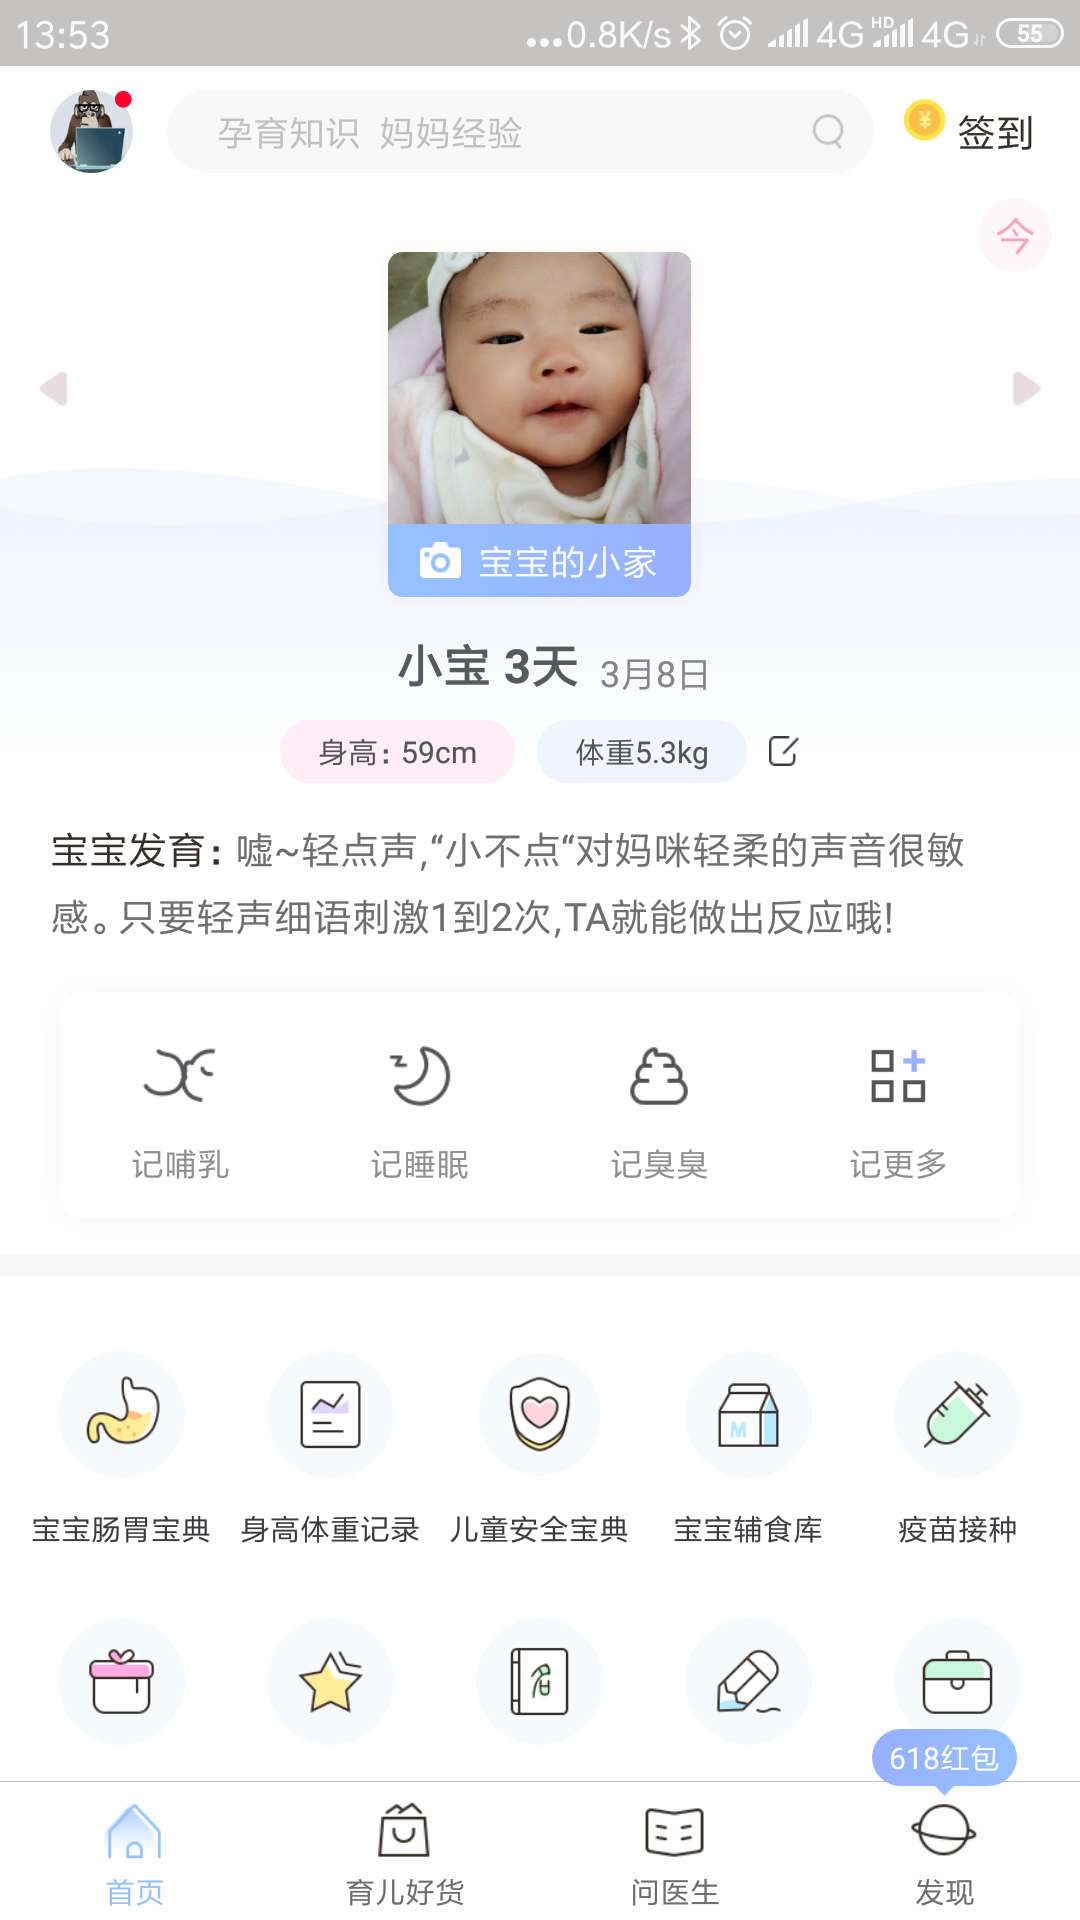 13:53
...0.8K/s 4G HD 4G 55
孕育知识 妈妈经验
签到
今
宝宝的小家
小宝 3天 3月8日
身高：59cm 体重5.3kg
宝宝发育：嘘~轻点声,“小不点“对妈咪轻柔的声音很敏
感。只要轻声细语刺激1到2次,TA就能做出反应哦!
记哺乳 记睡眠 记臭臭 记更多
M
宝宝肠胃宝典 身高体重记录 儿童安全宝典 宝宝辅食库 疫苗接种
618红包
首页 育儿好货 问医生 发现